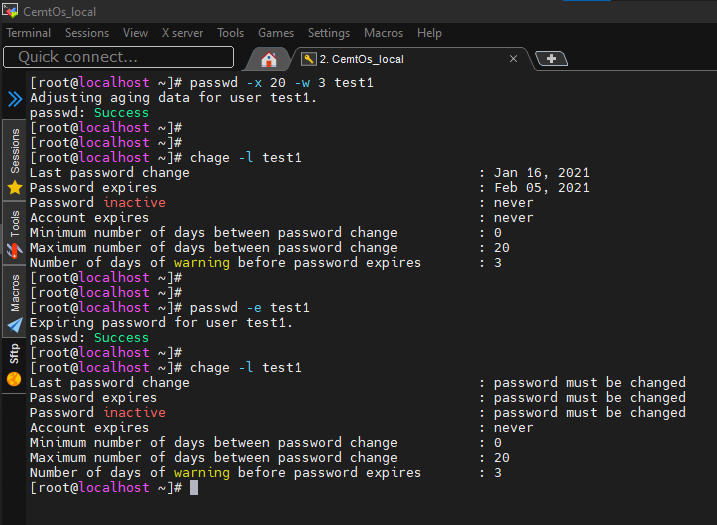 CemtOs_local
Terminal Sessions View X server Tools Games Settings Macros Help
Quick connect...
2. CemtOs_local
Sessions
Tools
Macros
Sftp
[root@localhost ~]# passwd -x 20 -w 3 test1
Adjusting aging data for user test1.
passwd: Success
[root@localhost ~]#
[root@localhost ~]#
[root@localhost ~]# chage -l test1
Last password change : Jan 16, 2021
Password expires : Feb 05, 2021
Password inactive : never
Account expires : never
Minimum number of days between password change : 0
Maximum number of days between password change : 20
Number of days of warning before password expires : 3
[root@localhost ~]#
[root@localhost ~]#
[root@localhost ~]# passwd -e test1
Expiring password for user test1.
passwd: Success
[root@localhost ~]#
[root@localhost ~]# chage -l test1
Last password change : password must be changed
Password expires : password must be changed
Password inactive : password must be changed
Account expires : never
Minimum number of days between password change : 0
Maximum number of days between password change : 20
Number of days of warning before password expires : 3
[root@localhost ~]#